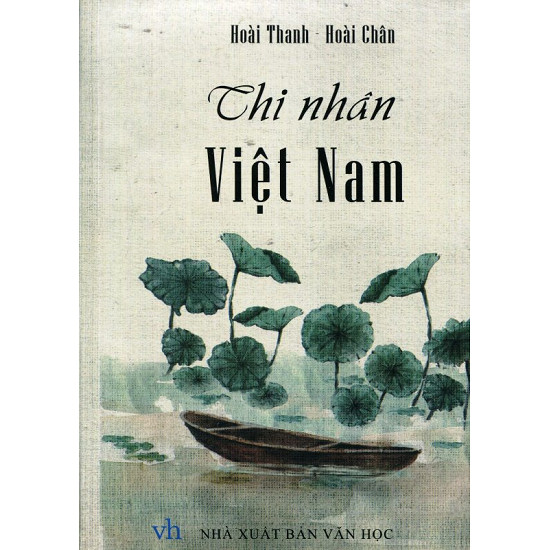 Hoài Thanh - Hoài Chân
Thi nhân
Việt Nam
vh NHÀ XUẤT BẢN VĂN HỌC